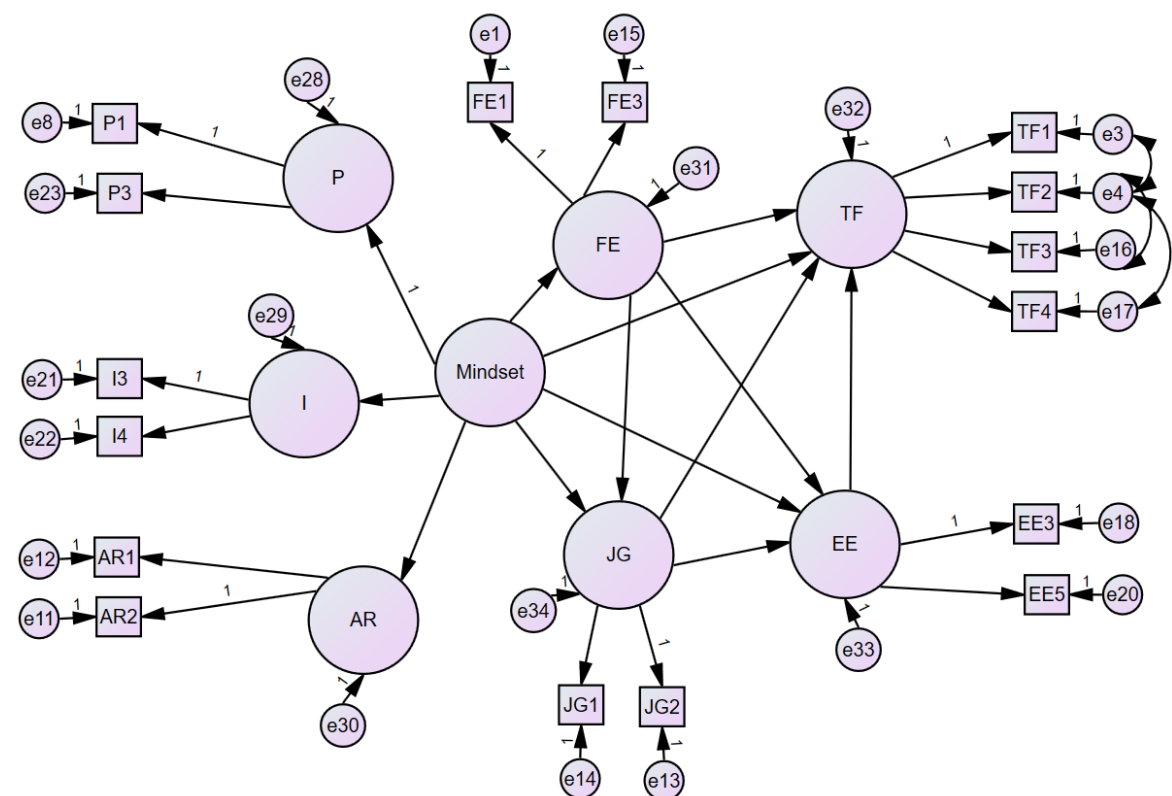 e1 e15
e28 FE1 FE3 e32
e8 1 P1 1 1 1 1 TF1 1 e3
1 P 1 e31 1 1 TF2 1 e4
e23 1 P3 1 FE TF TF3 1 e16
e29 1 TF4 1 e17
1
e21 1 I3 1 Mindset
e22 1 I4 I
EE3 1 e18
e12 1 AR1 JG EE 1
e11 1 AR2 1 AR e34 1 EE5 1 e20
1 1 1 e33
e30 JG1 JG2
1 1
e14 e13